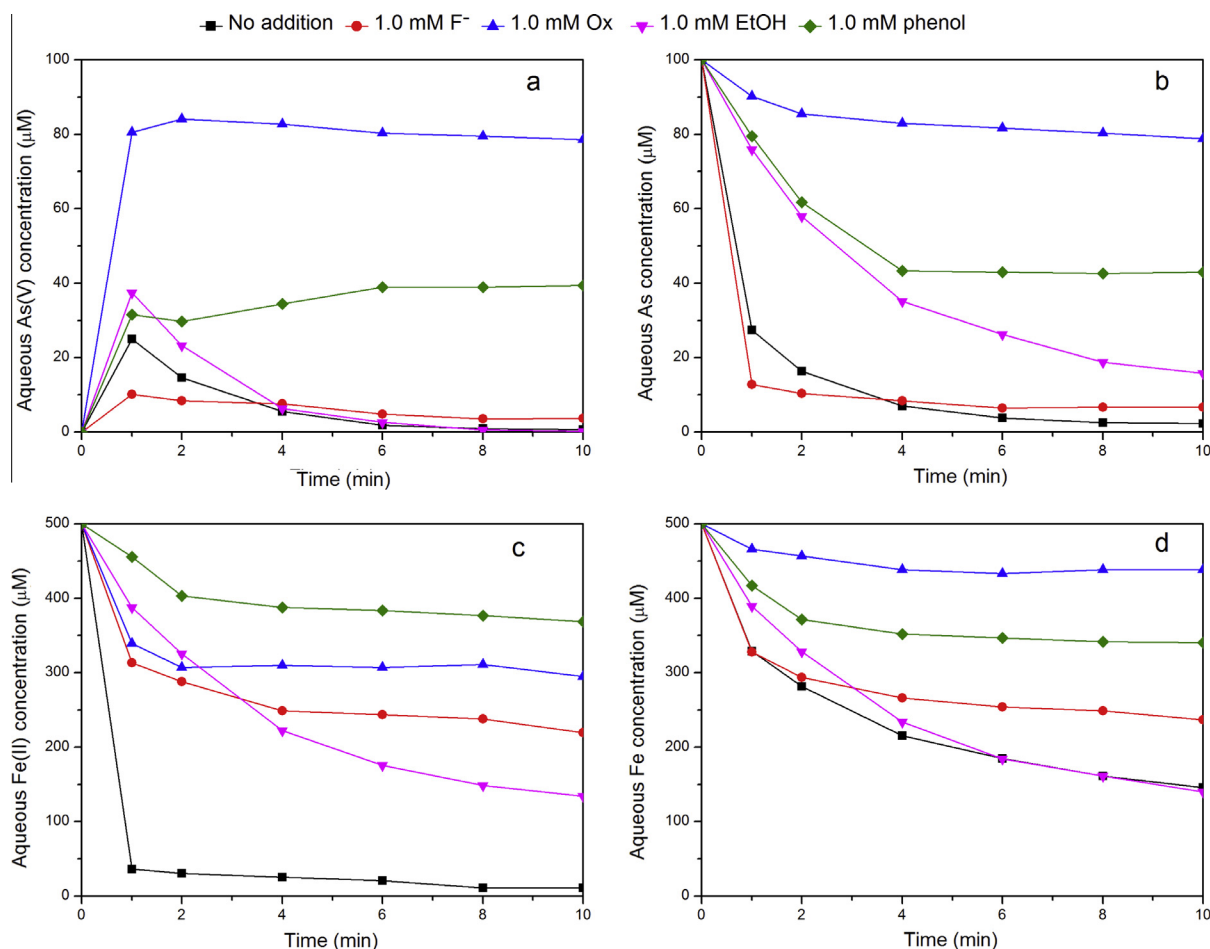 No addition 1.0 mM F- 1.0 mM Ox 1.0 mM EtOH 1.0 mM phenol
a
Aqueous As(V) concentration (µM)
100
80
60
40
20
0
0 2 4 6 8 10
Time (min)
b
Aqueous As concentration (µM)
100
80
60
40
20
0
0 2 4 6 8 10
Time (min)
c
Aqueous Fe(II) concentration (µM)
500
400
300
200
100
0
0 2 4 6 8 10
Time (min)
d
Aqueous Fe concentration (µM)
500
400
300
200
100
0
0 2 4 6 8 10
Time (min)